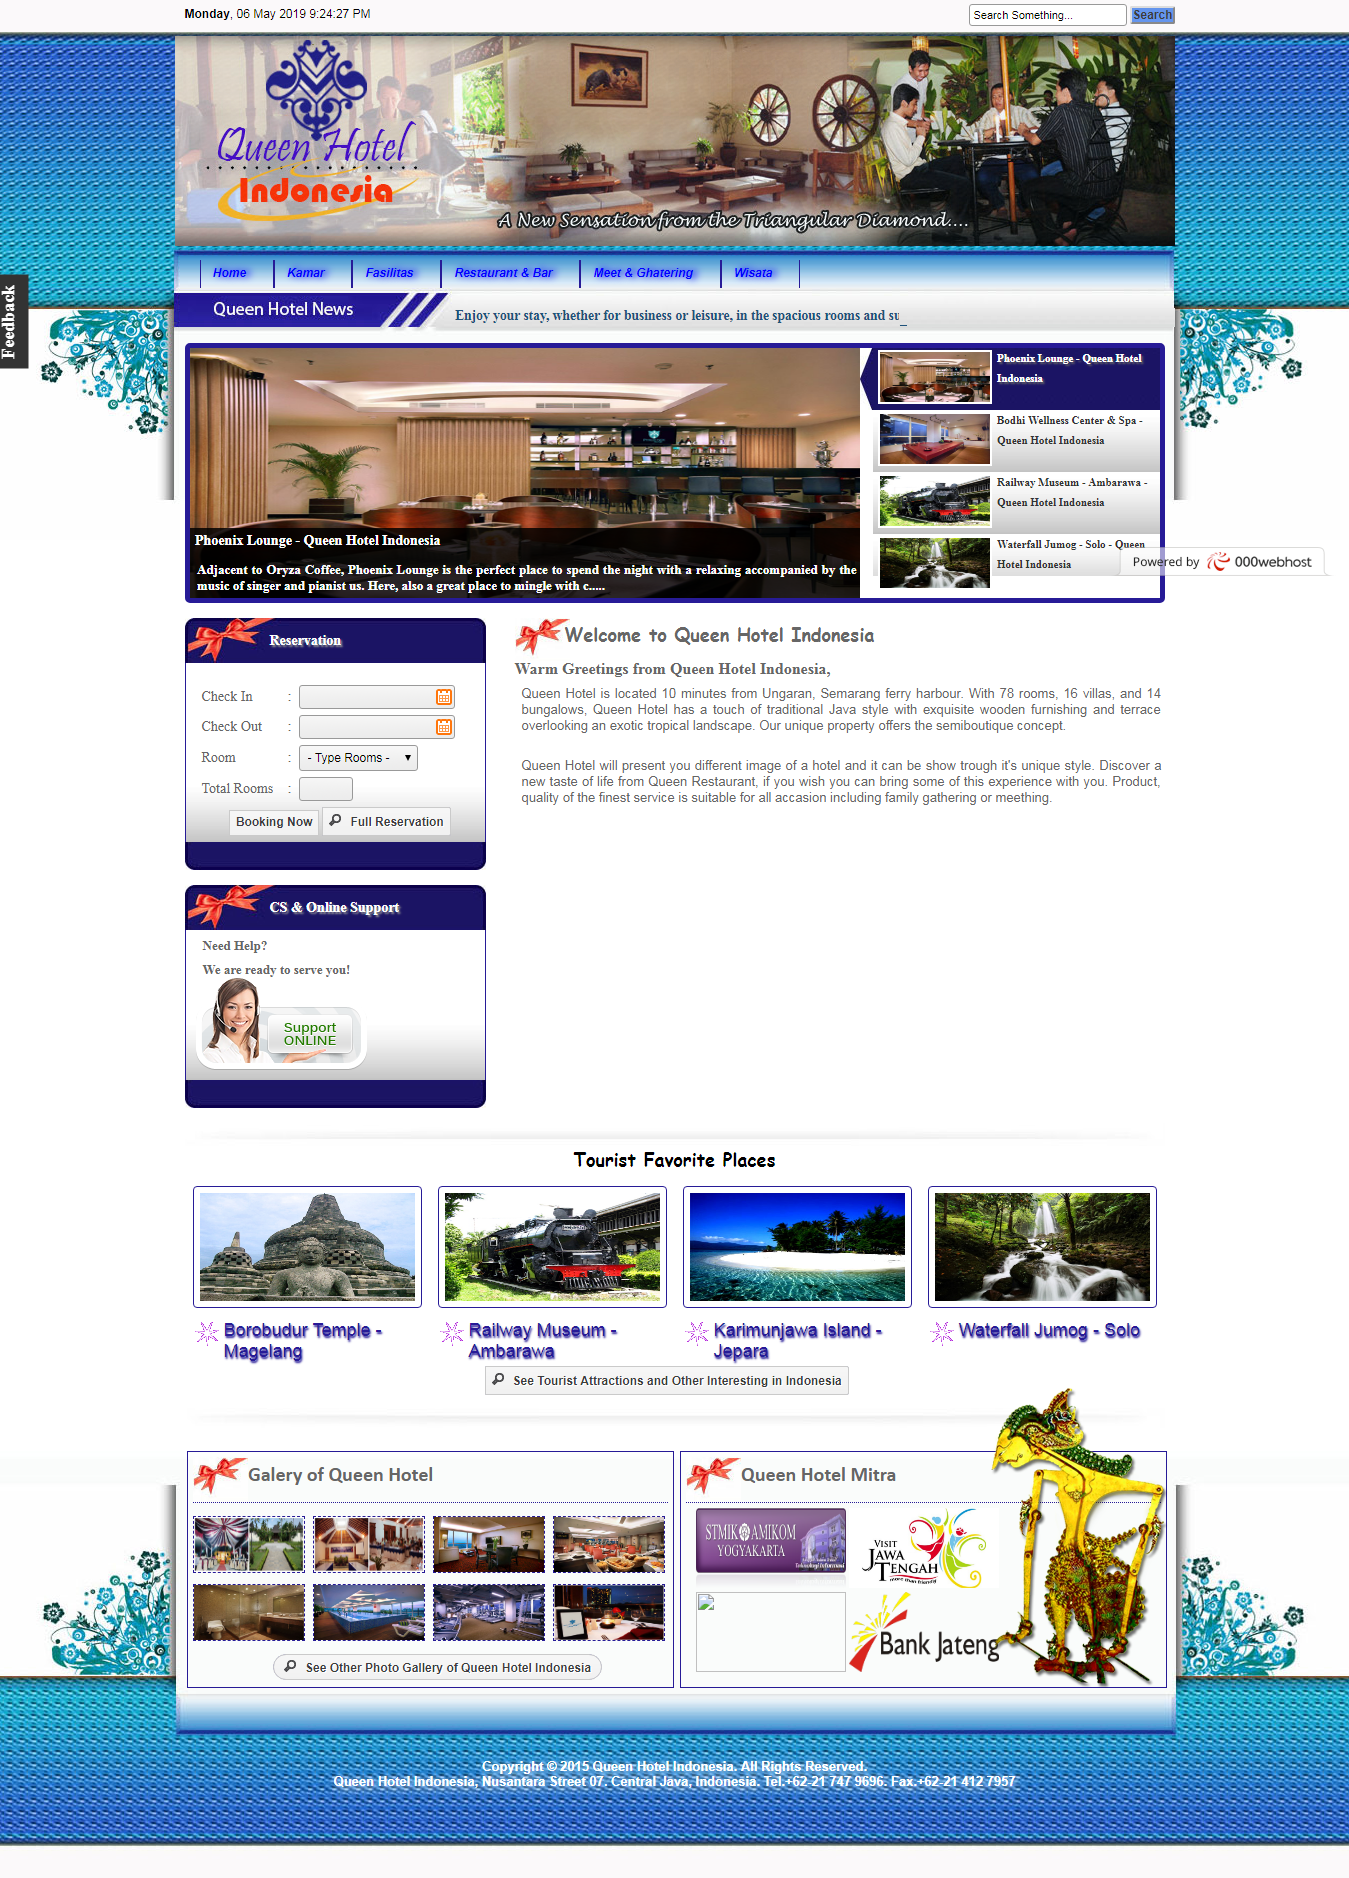 Monday, 06 May 2019 9:24:27 PM
Search Something...
Search
Queen Hotel
Indonesia
A New Sensation from the Triangular Diamond....
Home
Kamar
Fasilitas
Restaurant & Bar
Meet & Ghatering
Wisata
Feedback
Queen Hotel News
Enjoy your stay, whether for business or leisure, in the spacious rooms and su_
Phoenix Lounge - Queen Hotel Indonesia
Adjacent to Oryza Coffee, Phoenix Lounge is the perfect place to spend the night with a relaxing accompanied by the
music of singer and pianist us. Here, also a great place to mingle with c.....
Phoenix Lounge - Queen Hotel
Indonesia
Bodhi Wellness Center & Spa -
Queen Hotel Indonesia
Railway Museum - Ambarawa -
Queen Hotel Indonesia
Waterfall Jumog - Solo - Queen
Hotel Indonesia
Powered by 000webhost
Reservation
Check In :
Check Out :
Room : - Type Rooms -
Total Rooms :
Booking Now
Full Reservation
Welcome to Queen Hotel Indonesia
Warm Greetings from Queen Hotel Indonesia,
Queen Hotel is located 10 minutes from Ungaran, Semarang ferry harbour. With 78 rooms, 16 villas, and 14
bungalows, Queen Hotel has a touch of traditional Java style with exquisite wooden furnishing and terrace
overlooking an exotic tropical landscape. Our unique property offers the semiboutique concept.
Queen Hotel will present you different image of a hotel and it can be show trough it's unique style. Discover a
new taste of life from Queen Restaurant, if you wish you can bring some of this experience with you. Product,
quality of the finest service is suitable for all accasion including family gathering or meething.
CS & Online Support
Need Help?
We are ready to serve you!
Support
ONLINE
Tourist Favorite Places
Borobudur Temple -
Magelang
Railway Museum -
Ambarawa
Karimunjawa Island -
Jepara
Waterfall Jumog - Solo
See Tourist Attractions and Other Interesting in Indonesia
Galery of Queen Hotel
See Other Photo Gallery of Queen Hotel Indonesia
Queen Hotel Mitra
STMIK AMIKOM
YOGYAKARTA
VISIT
JAWA
TENGAH
more than friendly
Bank Jateng
Copyright © 2015 Queen Hotel Indonesia. All Rights Reserved.
Queen Hotel Indonesia, Nusantara Street 07. Central Java, Indonesia. Tel.+62-21 747 9696. Fax.+62-21 412 7957